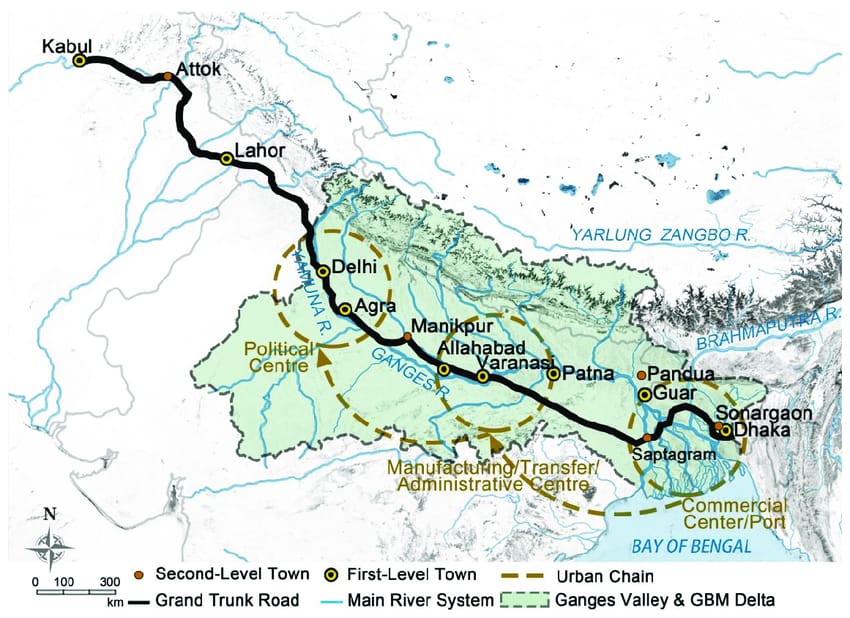 Kabul
Attok
Lahor
YARLUNG ZANGBO R.
Delhi
YAMUNA R.
Agra
BRAHMAPUTRA R.
Manikpur
Political
Centre
Allahabad
GANGES R.
Varanasi
Patna
Pandua
Guar
Sonargaon
Dhaka
Saptagram
Manufacturing/Transfer/
Administrative Centre
Commercial
Center/Port
BAY OF BENGAL
N
0 100 300
km
Second-Level Town
First-Level Town
Urban Chain
Grand Trunk Road
Main River System
Ganges Valley & GBM Delta